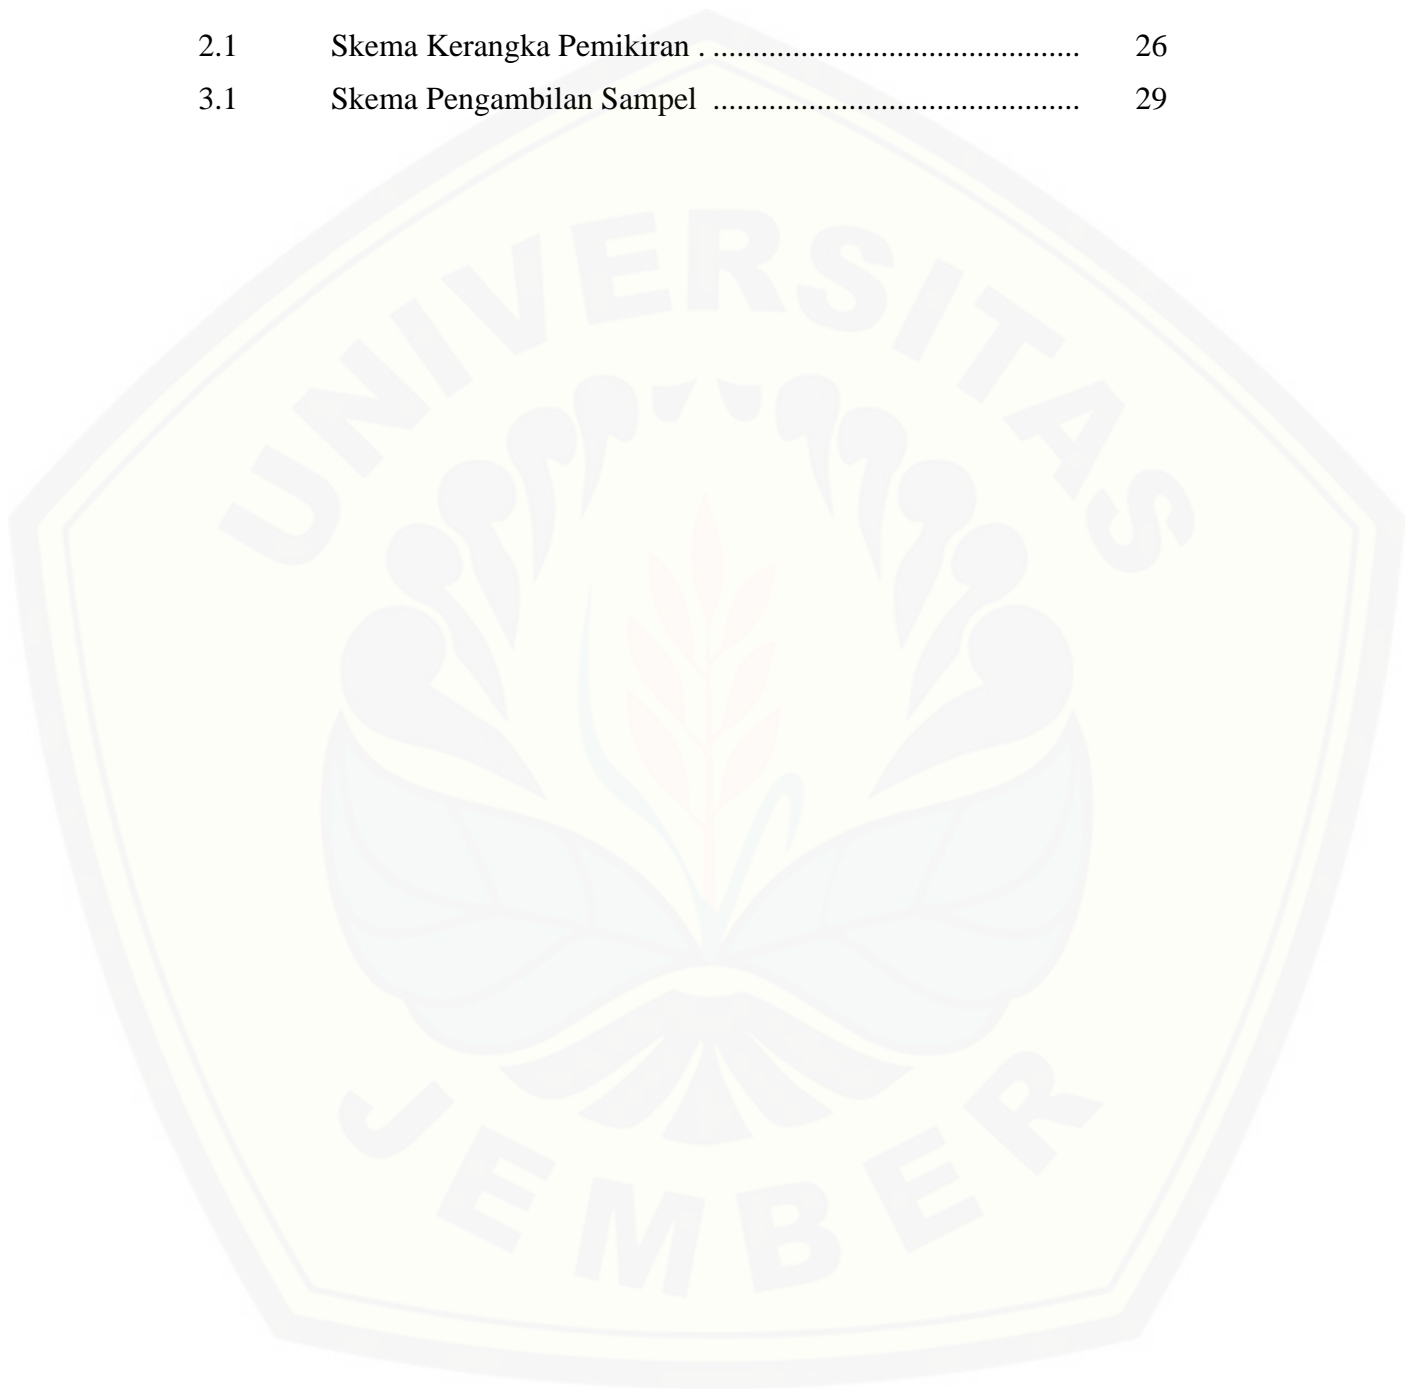 2.1 Skema Kerangka Pemikiran . .............................................. 26
3.1 Skema Pengambilan Sampel .............................................. 29
UNIVERSITAS
JEMBER